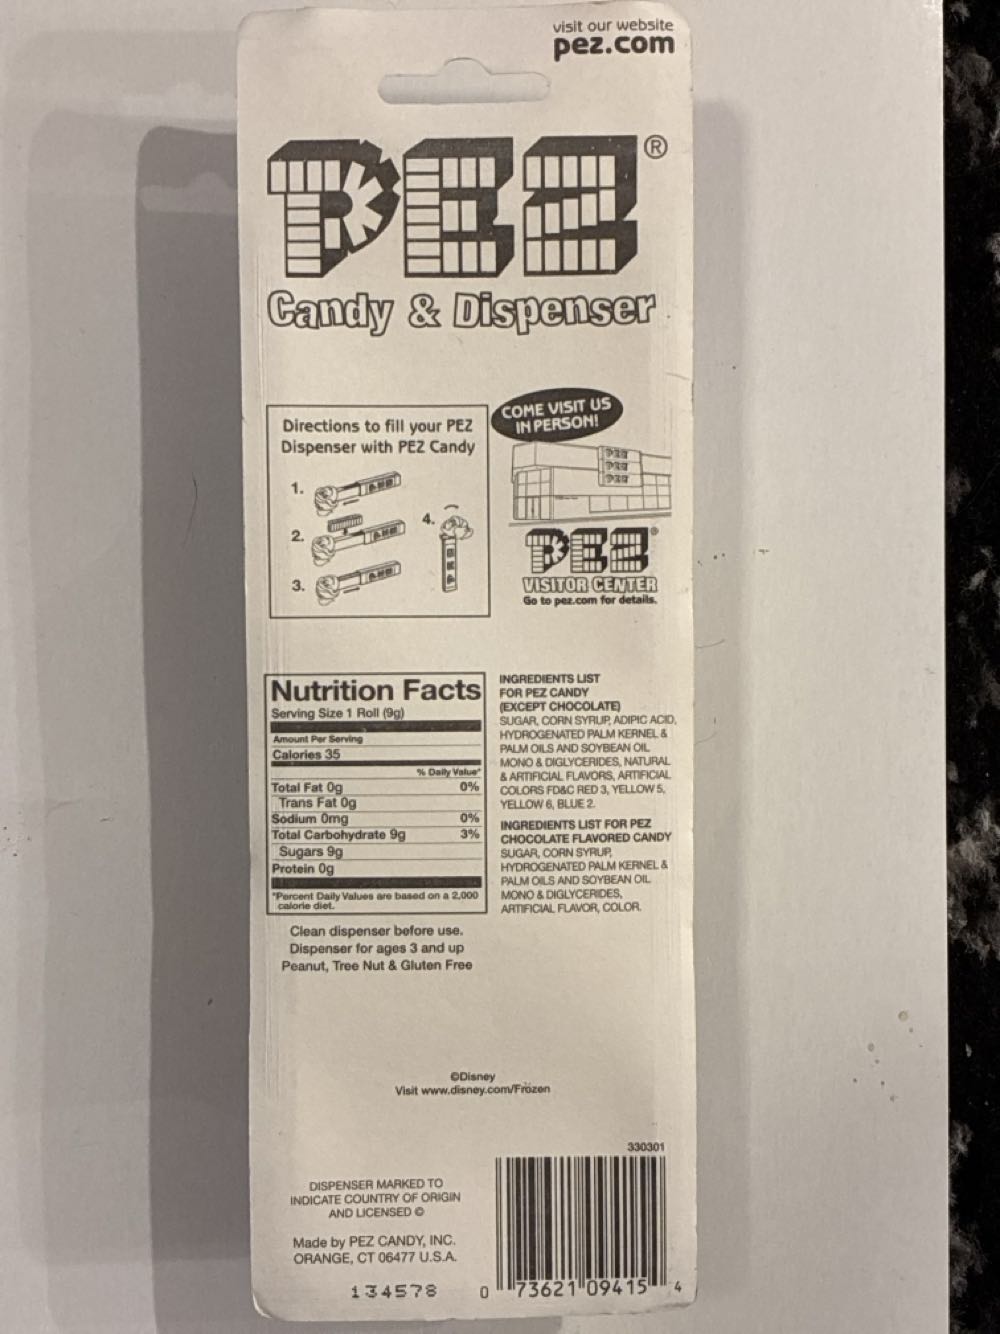 visit our website
pez.com
PEZ®
Candy & Dispenser
Directions to fill your PEZ
Dispenser with PEZ Candy
1.
2.
3.
4.
COME VISIT US
IN PERSON!
PEZ
PEZ
PEZ
PEZ®
VISITOR CENTER
Go to pez.com for details.
Nutrition Facts
Serving Size 1 Roll (9g)
Amount Per Serving
Calories 35
% Daily Value*
Total Fat 0g 0%
Trans Fat 0g
Sodium 0mg 0%
Total Carbohydrate 9g 3%
Sugars 9g
Protein 0g
*Percent Daily Values are based on a 2,000
calorie diet.
Clean dispenser before use.
Dispenser for ages 3 and up
Peanut, Tree Nut & Gluten Free
INGREDIENTS LIST
FOR PEZ CANDY
(EXCEPT CHOCOLATE)
SUGAR, CORN SYRUP, ADIPIC ACID,
HYDROGENATED PALM KERNEL &
PALM OILS AND SOYBEAN OIL
MONO & DIGLYCERIDES, NATURAL
& ARTIFICIAL FLAVORS, ARTIFICIAL
COLORS FD&C RED 3, YELLOW 5,
YELLOW 6, BLUE 2.
INGREDIENTS LIST FOR PEZ
CHOCOLATE FLAVORED CANDY
SUGAR, CORN SYRUP,
HYDROGENATED PALM KERNEL &
PALM OILS AND SOYBEAN OIL
MONO & DIGLYCERIDES,
ARTIFICIAL FLAVOR, COLOR.
©Disney
Visit www.disney.com/Frozen
DISPENSER MARKED TO
INDICATE COUNTRY OF ORIGIN
AND LICENSED ©
Made by PEZ CANDY, INC.
ORANGE, CT 06477 U.S.A.
134578
330301
0 73621 09415 4